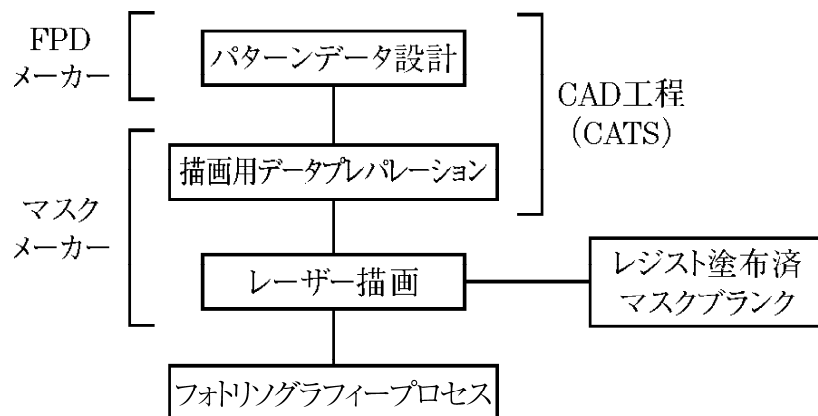 FPD
メーカー
パターンデータ設計
CAD工程
(CATS)
描画用データプレパレーション
マスク
メーカー
レーザー描画
レジスト塗布済
マスクブランク
フォトリソグラフィープロセス